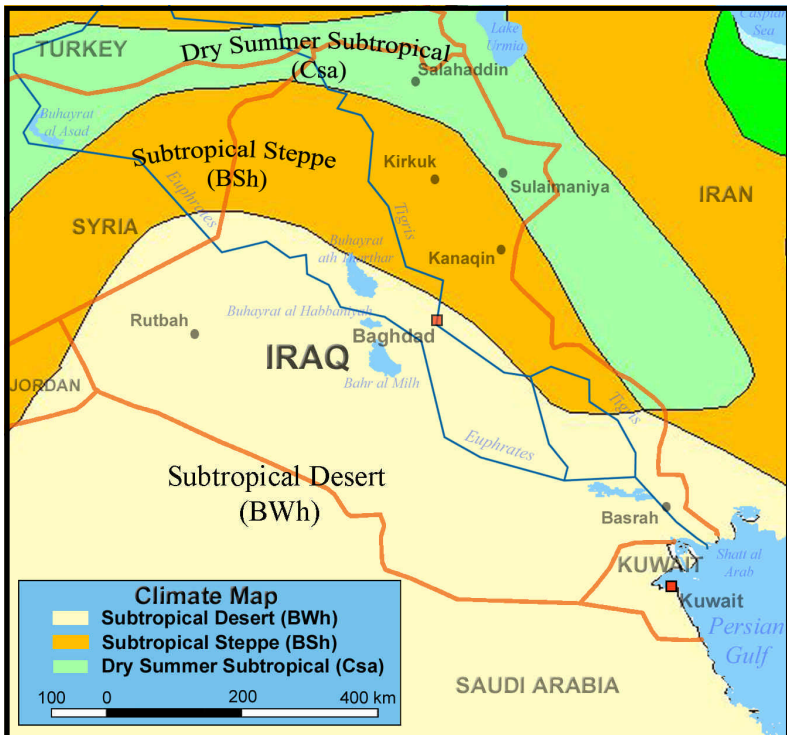 Caspian
Sea
TURKEY
Dry Summer Subtropical
(Csa)
Lake
Urmia
Salahaddin
Buhayrat
al Asad
Subtropical Steppe
(BSh)
Kirkuk
Sulaimaniya
IRAN
Euphrates
Tigris
SYRIA
Buhayrat
ath Tharthar
Kanaqin
Buhayrat al Habbaniyah
Rutbah
Baghdad
IRAQ
Bahr al Milh
JORDAN
Tigris
Euphrates
Subtropical Desert
(BWh)
Basrah
KUWAIT
Shatt al
Arab
Kuwait
Persian
Gulf
SAUDI ARABIA
Climate Map
Subtropical Desert (BWh)
Subtropical Steppe (BSh)
Dry Summer Subtropical (Csa)
100 0 200 400 km